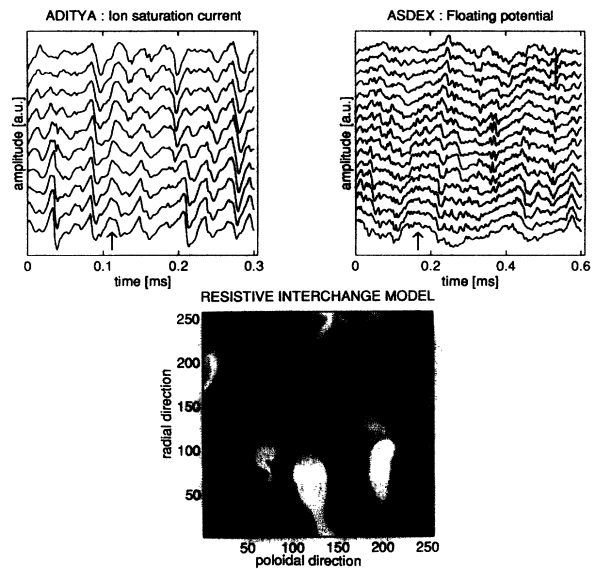 ADITYA : Ion saturation current
amplitude [a.u.]
0 0.1 0.2 0.3
time [ms]
ASDEX : Floating potential
amplitude [a.u.]
0 0.2 0.4 0.6
time [ms]
RESISTIVE INTERCHANGE MODEL
radial direction
250
200
150
100
50
50 100 150 200 250
poloidal direction